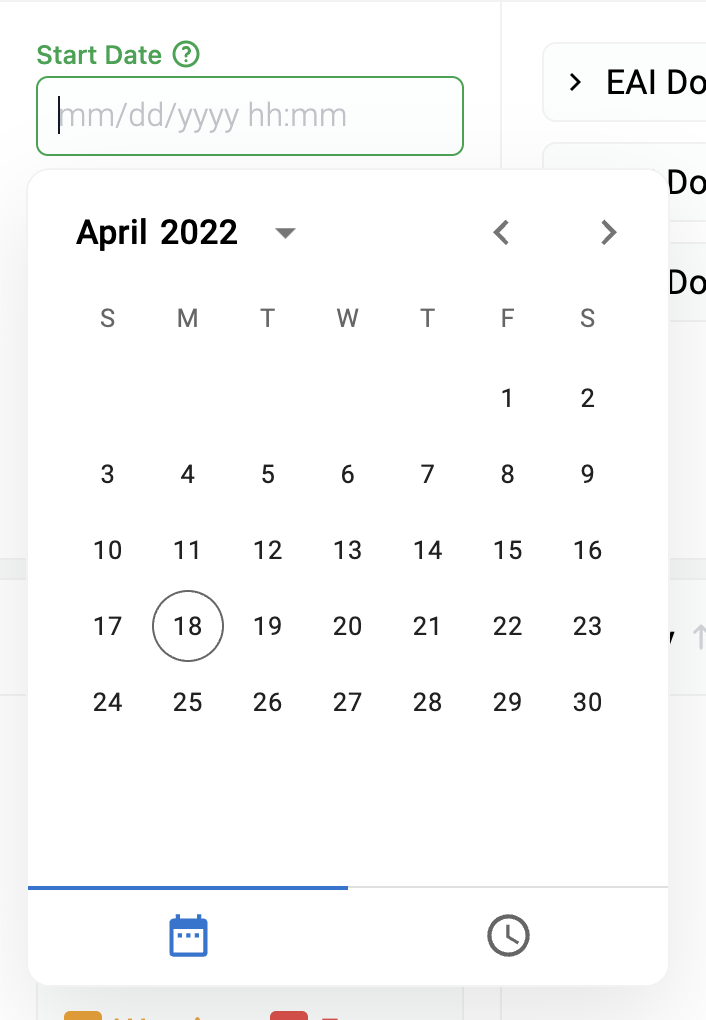 Start Date ?
mm/dd/yyyy hh:mm
EAI Do
Do
Do
April 2022
S M T W T F S
1 2
3 4 5 6 7 8 9
10 11 12 13 14 15 16
17 18 19 20 21 22 23
24 25 26 27 28 29 30